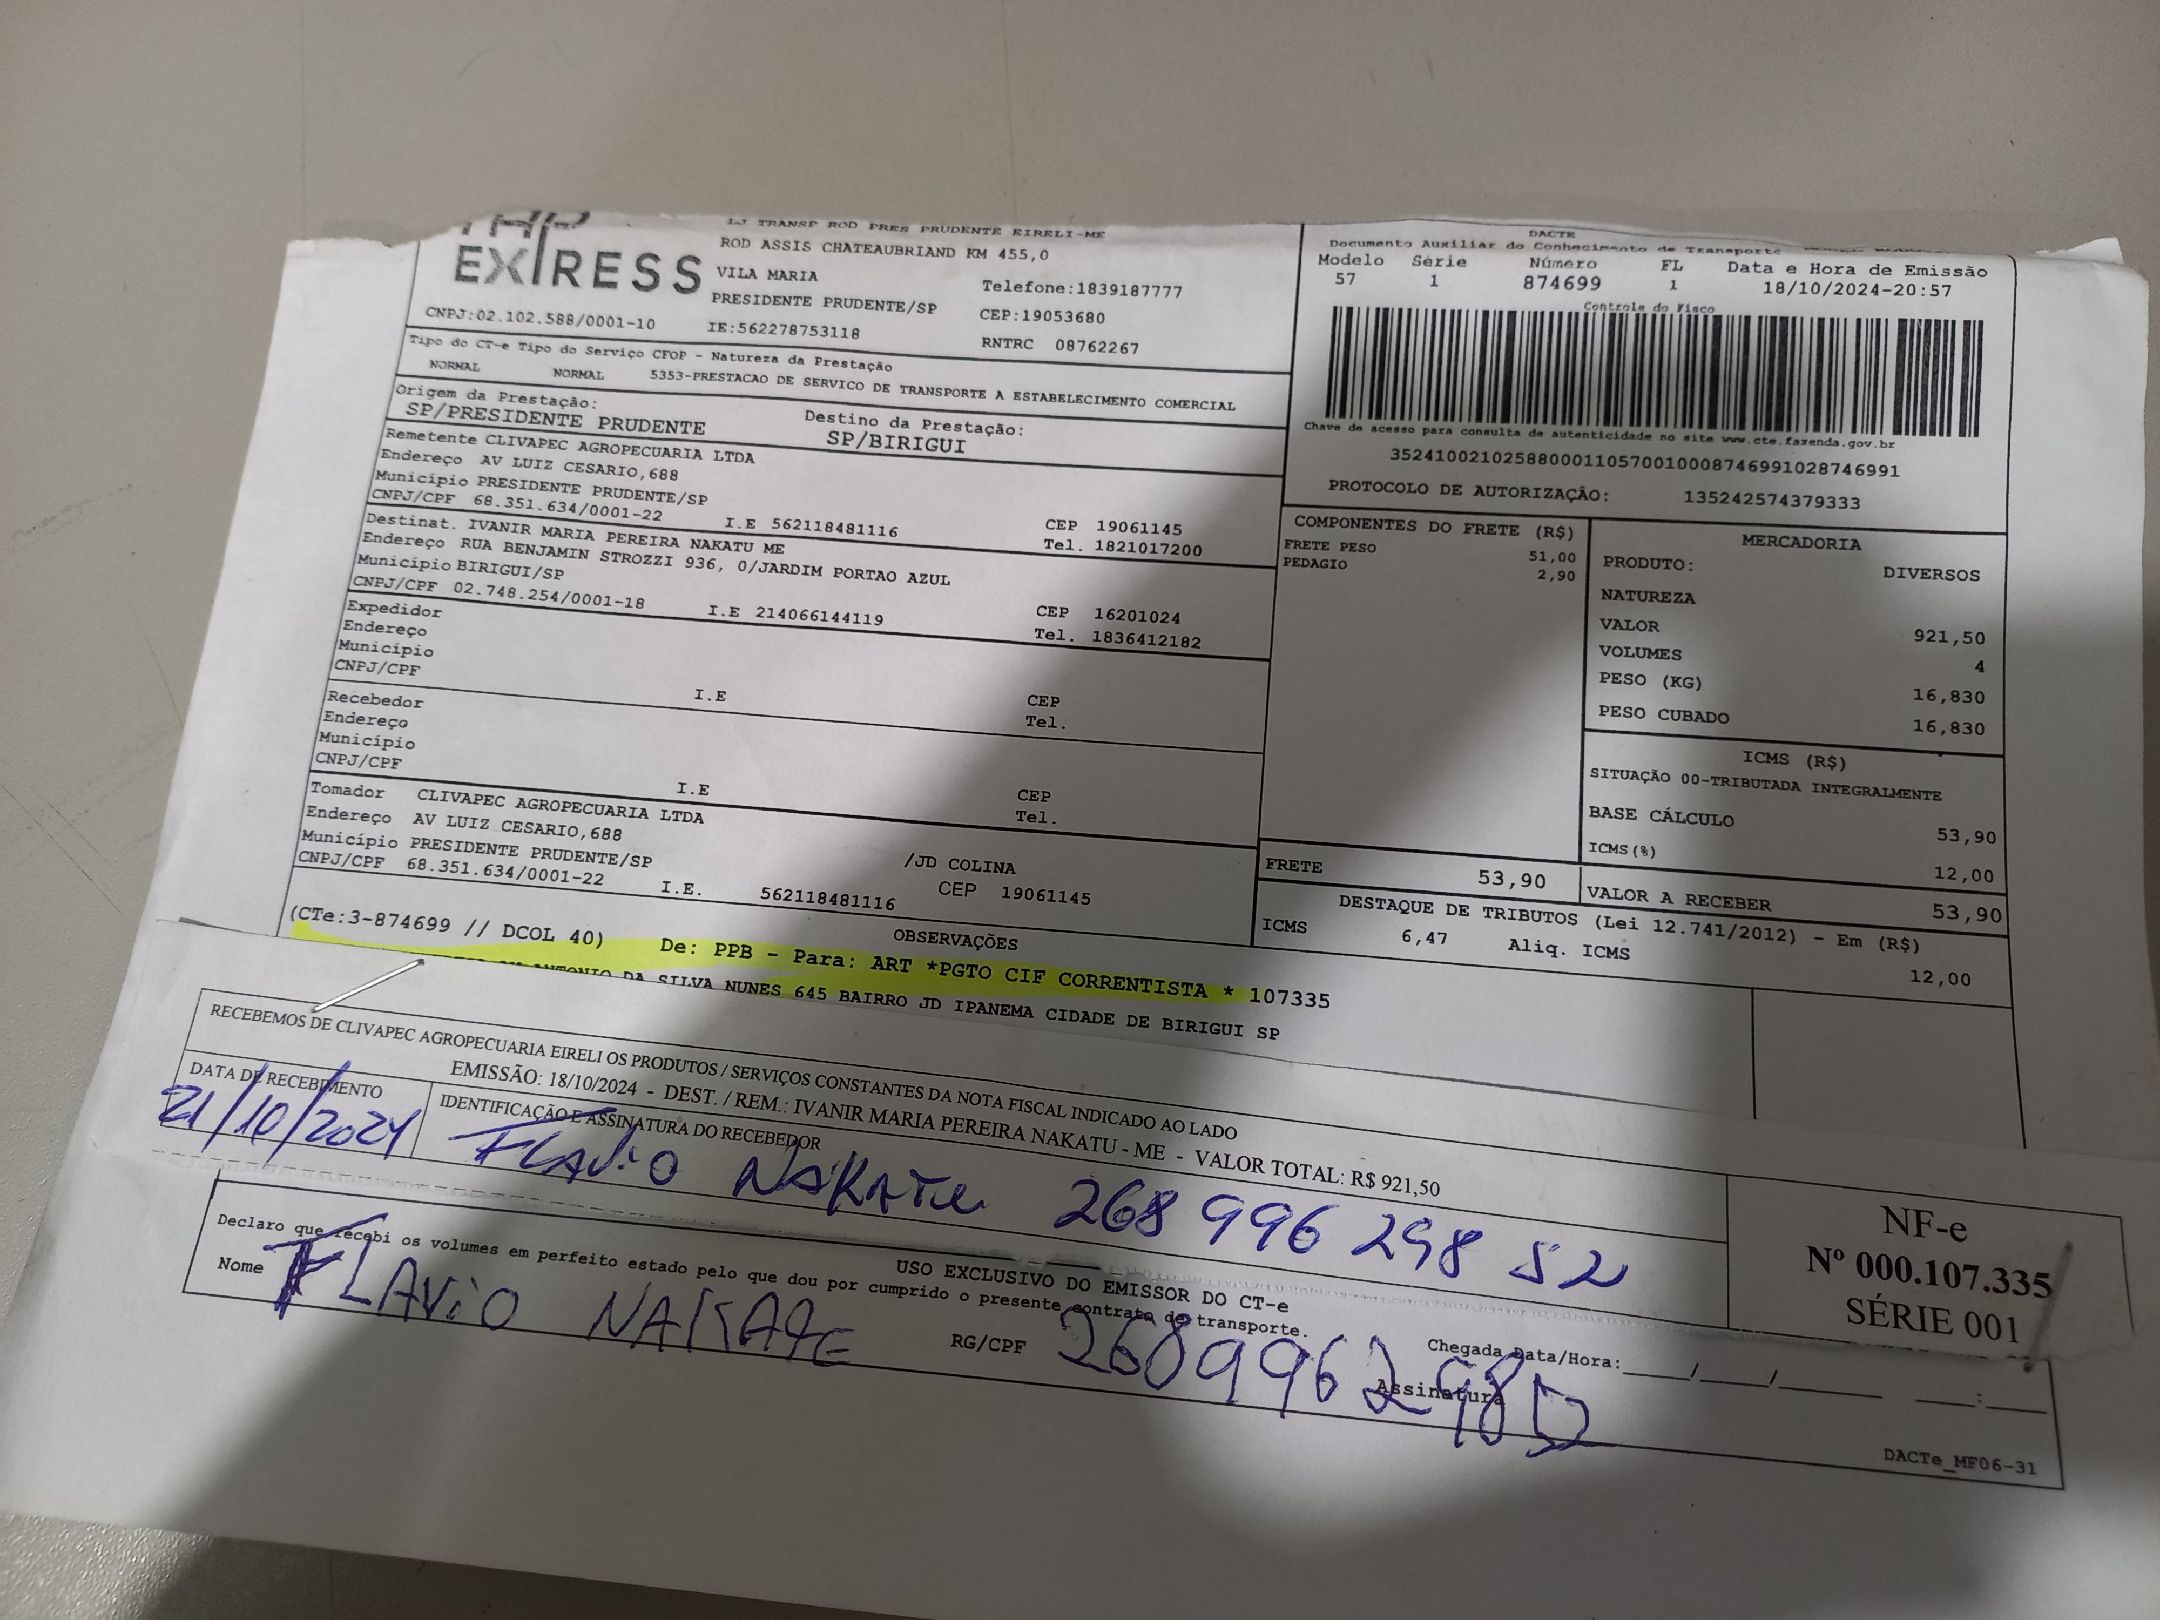 EXPRESS
LJ TRANSP ROD PRES PRUDENTE EIRELI-ME
ROD ASSIS CHATEAUBRIAND KM 455,0
VILA MARIA
Telefone:1839187777
PRESIDENTE PRUDENTE/SP
CEP:19053680
CNPJ:02.102.588/0001-10
IE:562278753118
RNTRC 08762267
DACTE
Documento Auxiliar do Conhecimento de Transporte
Modelo Série Número FL Data e Hora de Emissão
57 1 874699 1 18/10/2024-20:57
Controle do Fisco
Chave de acesso para consulta de autenticidade no site www.cte.fazenda.gov.br
35241002102588000110570010008746991028746991
PROTOCOLO DE AUTORIZAÇÃO: 135242574379333
Tipo do CT-e Tipo do Serviço CFOP - Natureza da Prestação
NORMAL NORMAL 5353-PRESTACAO DE SERVICO DE TRANSPORTE A ESTABELECIMENTO COMERCIAL
Origem da Prestação: Destino da Prestação:
SP/PRESIDENTE PRUDENTE SP/BIRIGUI
Remetente CLIVAPEC AGROPECUARIA LTDA
Endereço AV LUIZ CESARIO,688
Município PRESIDENTE PRUDENTE/SP CEP 19061145
CNPJ/CPF 68.351.634/0001-22 I.E 562118481116 Tel. 1821017200
Destinat. IVANIR MARIA PEREIRA NAKATU ME
Endereço RUA BENJAMIN STROZZI 936, 0/JARDIM PORTAO AZUL
Município BIRIGUI/SP CEP 16201024
CNPJ/CPF 02.748.254/0001-18 I.E 214066144119 Tel. 1836412182
Expedidor
Endereço
Município CEP
CNPJ/CPF I.E Tel.
Recebedor
Endereço
Município CEP
CNPJ/CPF I.E Tel.
Tomador CLIVAPEC AGROPECUARIA LTDA
Endereço AV LUIZ CESARIO,688 /JD COLINA
Município PRESIDENTE PRUDENTE/SP CEP 19061145
CNPJ/CPF 68.351.634/0001-22 I.E. 562118481116
COMPONENTES DO FRETE (R$)
FRETE PESO 51,00
PEDAGIO 2,90
MERCADORIA
PRODUTO: DIVERSOS
NATUREZA
VALOR 921,50
VOLUMES 4
PESO (KG) 16,830
PESO CUBADO 16,830
ICMS (R$)
SITUAÇÃO 00-TRIBUTADA INTEGRALMENTE
BASE CÁLCULO 53,90
ICMS(%) 12,00
FRETE 53,90 VALOR A RECEBER 53,90
DESTAQUE DE TRIBUTOS (Lei 12.741/2012) - Em (R$)
ICMS 6,47 Aliq. ICMS 12,00
OBSERVAÇÕES
(CTe:3-874699 // DCOL 40) De: PPB - Para: ART *PGTO CIF CORRENTISTA * 107335
ANTONIO DA SILVA NUNES 645 BAIRRO JD IPANEMA CIDADE DE BIRIGUI SP
RECEBEMOS DE CLIVAPEC AGROPECUARIA EIRELI OS PRODUTOS / SERVIÇOS CONSTANTES DA NOTA FISCAL INDICADO AO LADO
EMISSÃO: 18/10/2024 - DEST. / REM.: IVANIR MARIA PEREIRA NAKATU - ME - VALOR TOTAL: R$ 921,50
DATA DE RECEBIMENTO IDENTIFICAÇÃO E ASSINATURA DO RECEBEDOR
21/10/2024 FLAViO NAKATu 268 996 298 52
NF-e
Nº 000.107.335
SÉRIE 001
USO EXCLUSIVO DO EMISSOR DO CT-e
Declaro que recebi os volumes em perfeito estado pelo que dou por cumprido o presente contrato de transporte.
Chegada Data/Hora:____/____/______ ____:____
Nome FLAViO RG/CPF 268996298 Assinatura
DACTe_MF06-31